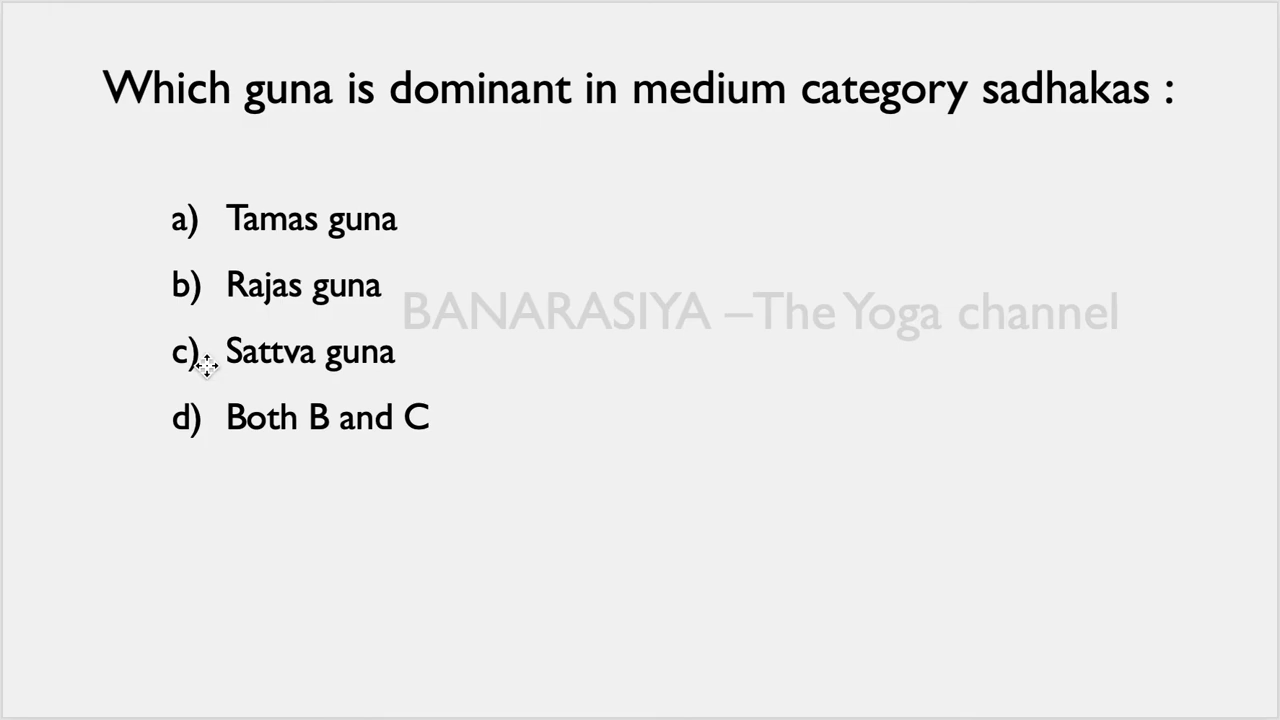 Which guna is dominant in medium category sadhakas :
a) Tamas guna
b) Rajas guna
BANARASIYA –The Yoga channel
c) Sattva guna
d) Both B and C